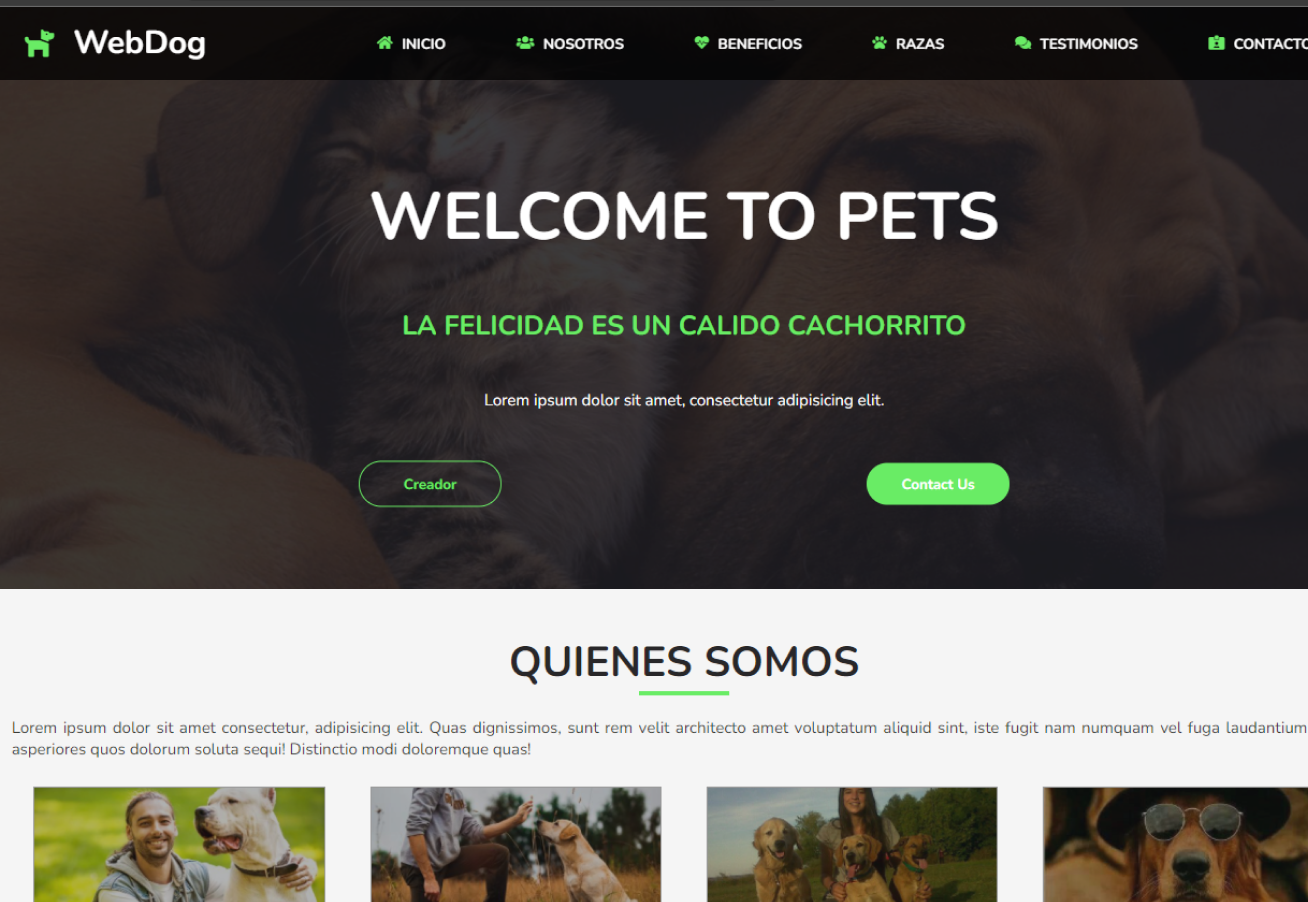 WebDog
INICIO
NOSOTROS
BENEFICIOS
RAZAS
TESTIMONIOS
CONTACTO
WELCOME TO PETS
LA FELICIDAD ES UN CALIDO CACHORRITO
Lorem ipsum dolor sit amet, consectetur adipisicing elit.
Creador
Contact Us
QUIENES SOMOS
Lorem ipsum dolor sit amet consectetur, adipisicing elit. Quas dignissimos, sunt rem velit architecto amet voluptatum aliquid sint, iste fugit nam numquam vel fuga laudantium
asperiores quos dolorum soluta sequi! Distinctio modi doloremque quas!